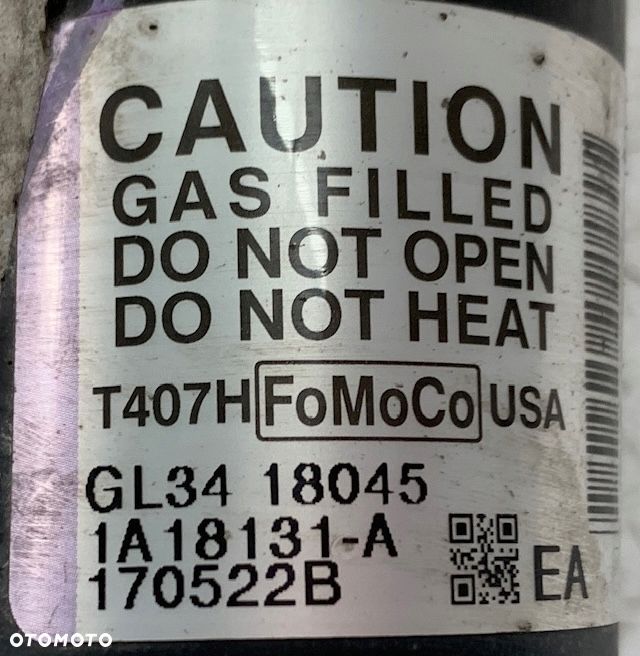 CAUTION
GAS FILLED
DO NOT OPEN
DO NOT HEAT
T407H FoMoCo USA
GL34 18045
1A18131-A
170522B
EA
OTOMOTO